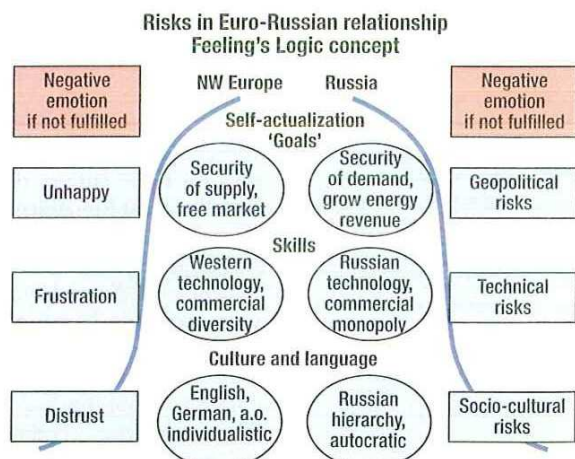 Risks in Euro-Russian relationship
Feeling's Logic concept
Negative
emotion
if not fulfilled
NW Europe
Russia
Negative
emotion
if not fulfilled
Self-actualization
'Goals'
Unhappy
Security
of supply,
free market
Security
of demand,
grow energy
revenue
Geopolitical
risks
Skills
Frustration
Western
technology,
commercial
diversity
Russian
technology,
commercial
monopoly
Technical
risks
Culture and language
Distrust
English,
German, a.o.
individualistic
Russian
hierarchy,
autocratic
Socio-cultural
risks